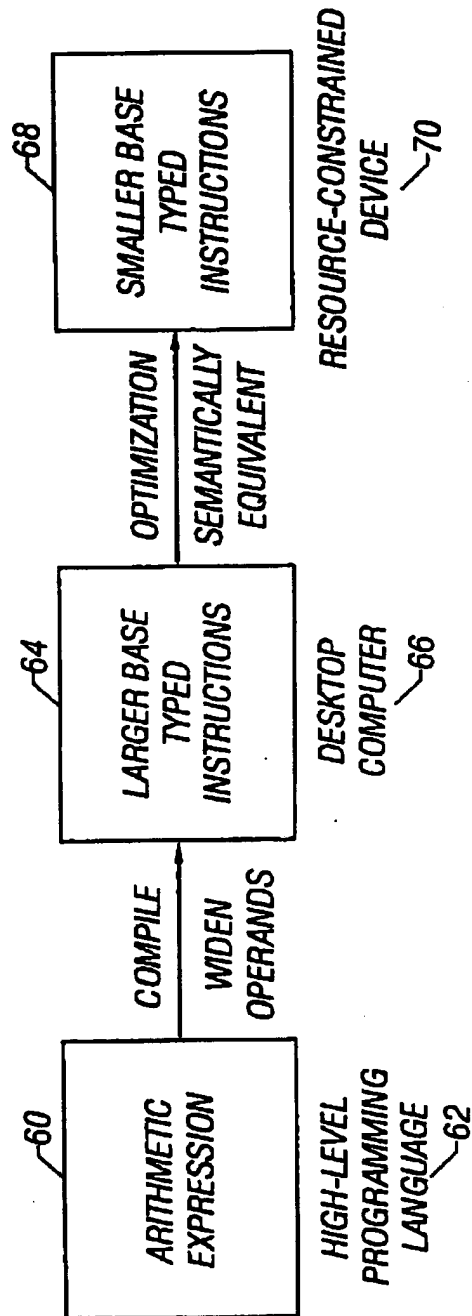 60
ARITHMETIC
EXPRESSION
HIGH-LEVEL
PROGRAMMING
LANGUAGE
62
COMPILE
WIDEN
OPERANDS
64
LARGER BASE
TYPED
INSTRUCTIONS
DESKTOP
COMPUTER
66
OPTIMIZATION
SEMANTICALLY
EQUIVALENT
68
SMALLER BASE
TYPED
INSTRUCTIONS
RESOURCE-CONSTRAINED
DEVICE
70